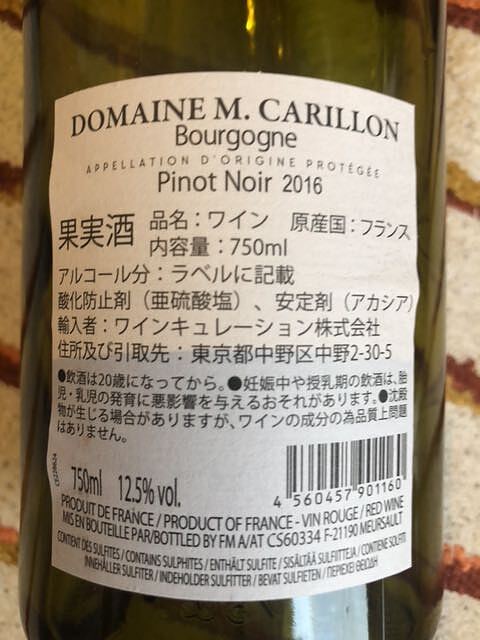 DOMAINE M. CARILLON
Bourgogne
APPELLATION D'ORIGINE PROTÉGÉE
Pinot Noir 2016
果実酒 品名：ワイン 原産国：フランス
内容量：750ml
アルコール分：ラベルに記載
酸化防止剤（亜硫酸塩）、安定剤（アカシア）
輸入者：ワインキュレーション株式会社
住所及び引取先：東京都中野区中野2-30-5
●飲酒は20歳になってから。●妊娠中や授乳期の飲酒は、胎
児・乳児の発育に悪影響を与えるおそれがあります。●沈殿
物が生じる場合がありますが、ワインの成分の為品質上問題
はありません。
750ml 12.5% vol.
4 560457 901160
PRODUIT DE FRANCE / PRODUCT OF FRANCE - VIN ROUGE / RED WINE
MIS EN BOUTEILLE PAR/BOTTLED BY FM A/AT CS60334 F-21190 MEURSAULT
CONTIENT DES SULFITES / CONTAINS SULPHITES / ENTHÄLT SULFITE / SISÄLTÄÄ SULFIITTEJA / CONTIENE SOLFITI
INNEHÅLLER SULFITER / INDEHOLDER SULFITTER / BEVAT SULFIETEN / ΠΕΡΙΕΧΕΙ ΘΕΙΩΔΗ